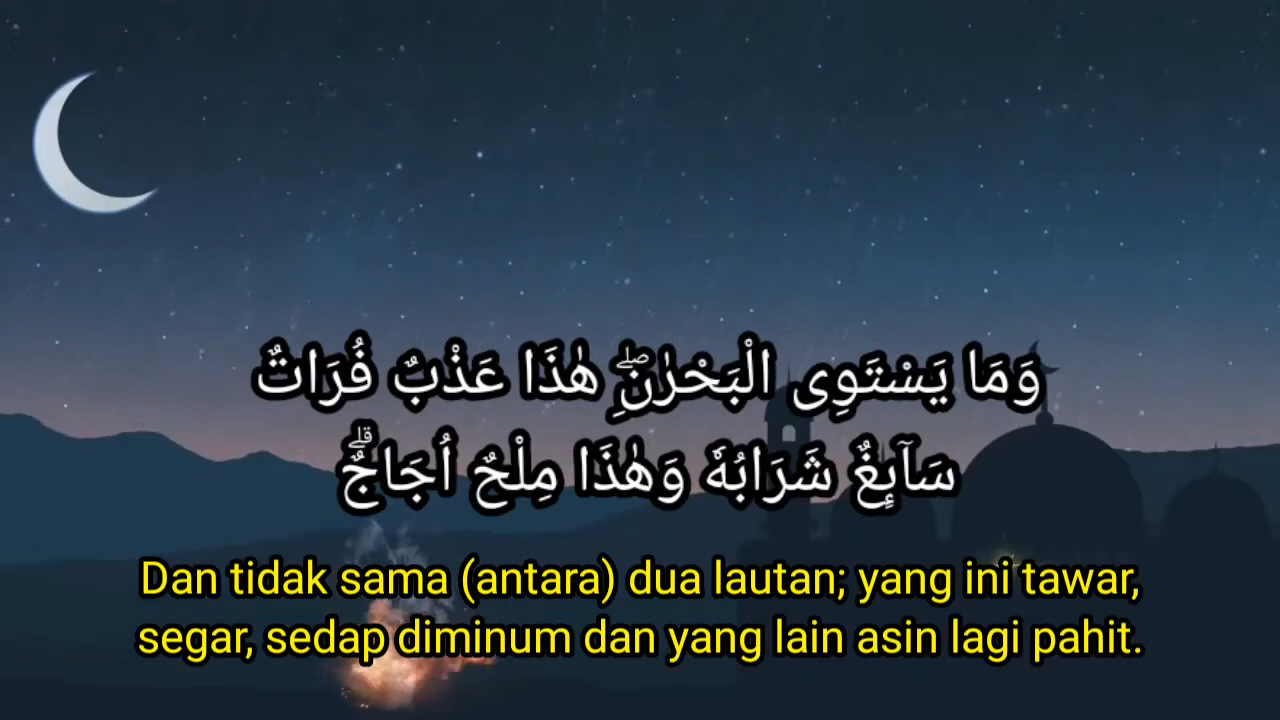 وَمَا يَسْتَوِى الْبَحْرٰنِۖ هٰذَا عَذْبٌ فُرَاتٌ
سَاۤىِٕغٌ شَرَابُهٗ وَهٰذَا مِلْحٌ اُجَاجٌۗ
Dan tidak sama (antara) dua lautan; yang ini tawar,
segar, sedap diminum dan yang lain asin lagi pahit.